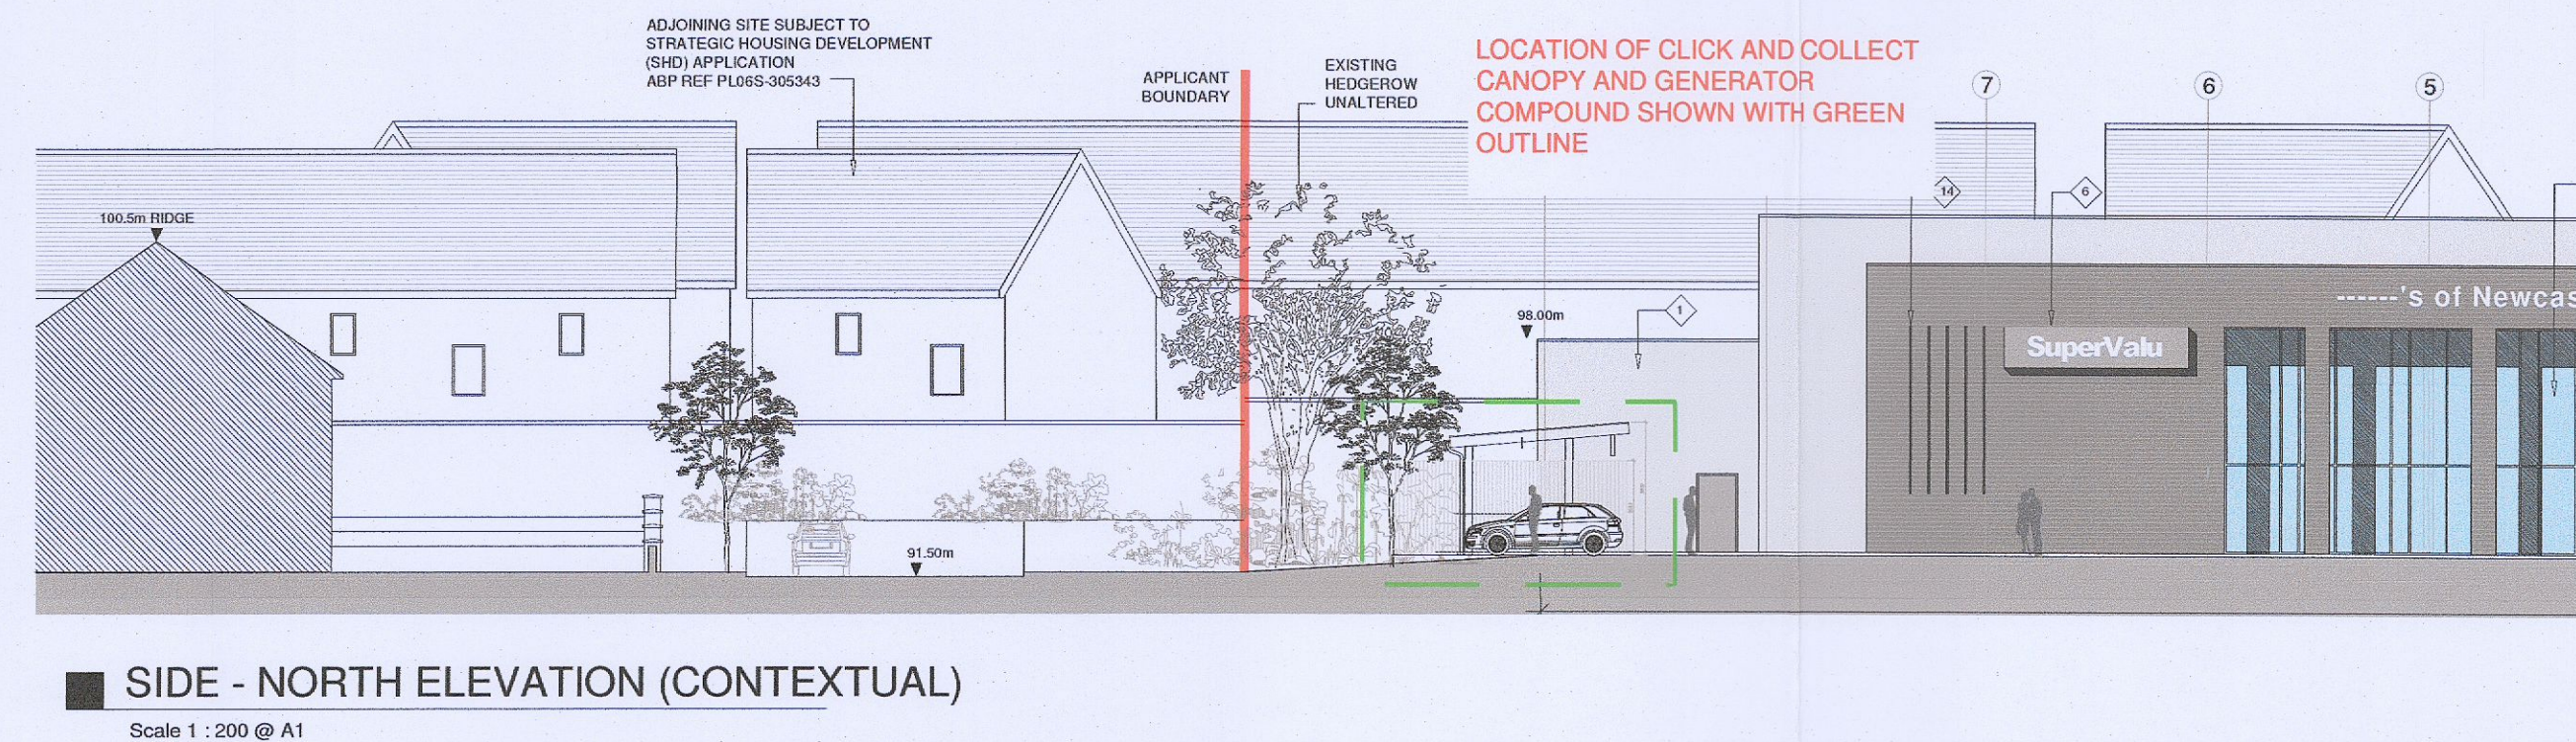 ADJOINING SITE SUBJECT TO
STRATEGIC HOUSING DEVELOPMENT
(SHD) APPLICATION
ABP REF PL06S-305343
APPLICANT
BOUNDARY
EXISTING
HEDGEROW
UNALTERED
LOCATION OF CLICK AND COLLECT
CANOPY AND GENERATOR
COMPOUND SHOWN WITH GREEN
OUTLINE
7
6
5
14
6
100.5m RIDGE
1
98.00m
------'s of Newcas
SuperValu
91.50m
SIDE - NORTH ELEVATION (CONTEXTUAL)
Scale 1 : 200 @ A1